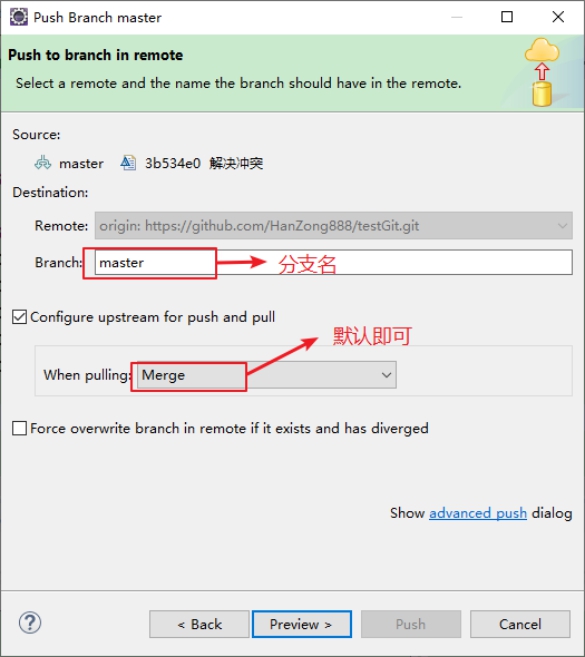 Push Branch master
Push to branch in remote
Select a remote and the name the branch should have in the remote.
Source:
master 3b534e0 解决冲突
Destination:
Remote: origin: https://github.com/HanZong888/testGit.git
Branch: master 分支名
Configure upstream for push and pull
默认即可
When pulling: Merge
Force overwrite branch in remote if it exists and has diverged
Show advanced push dialog
? < Back Preview > Push Cancel